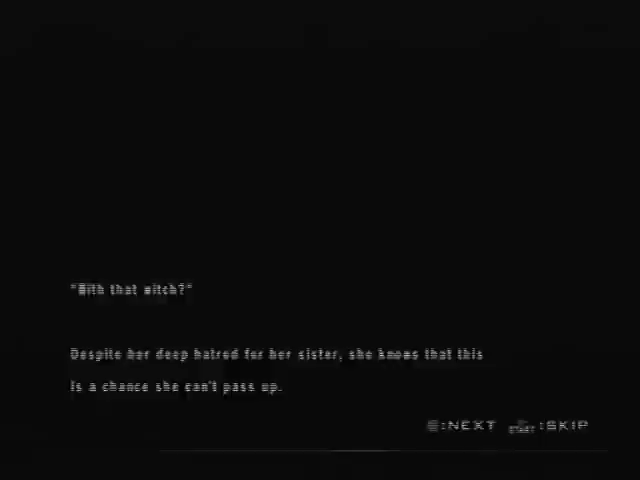 "With that witch?"
Despite her deep hatred for her sister, she knows that this
is a chance she can't pass up.
:NEXT START :SKIP